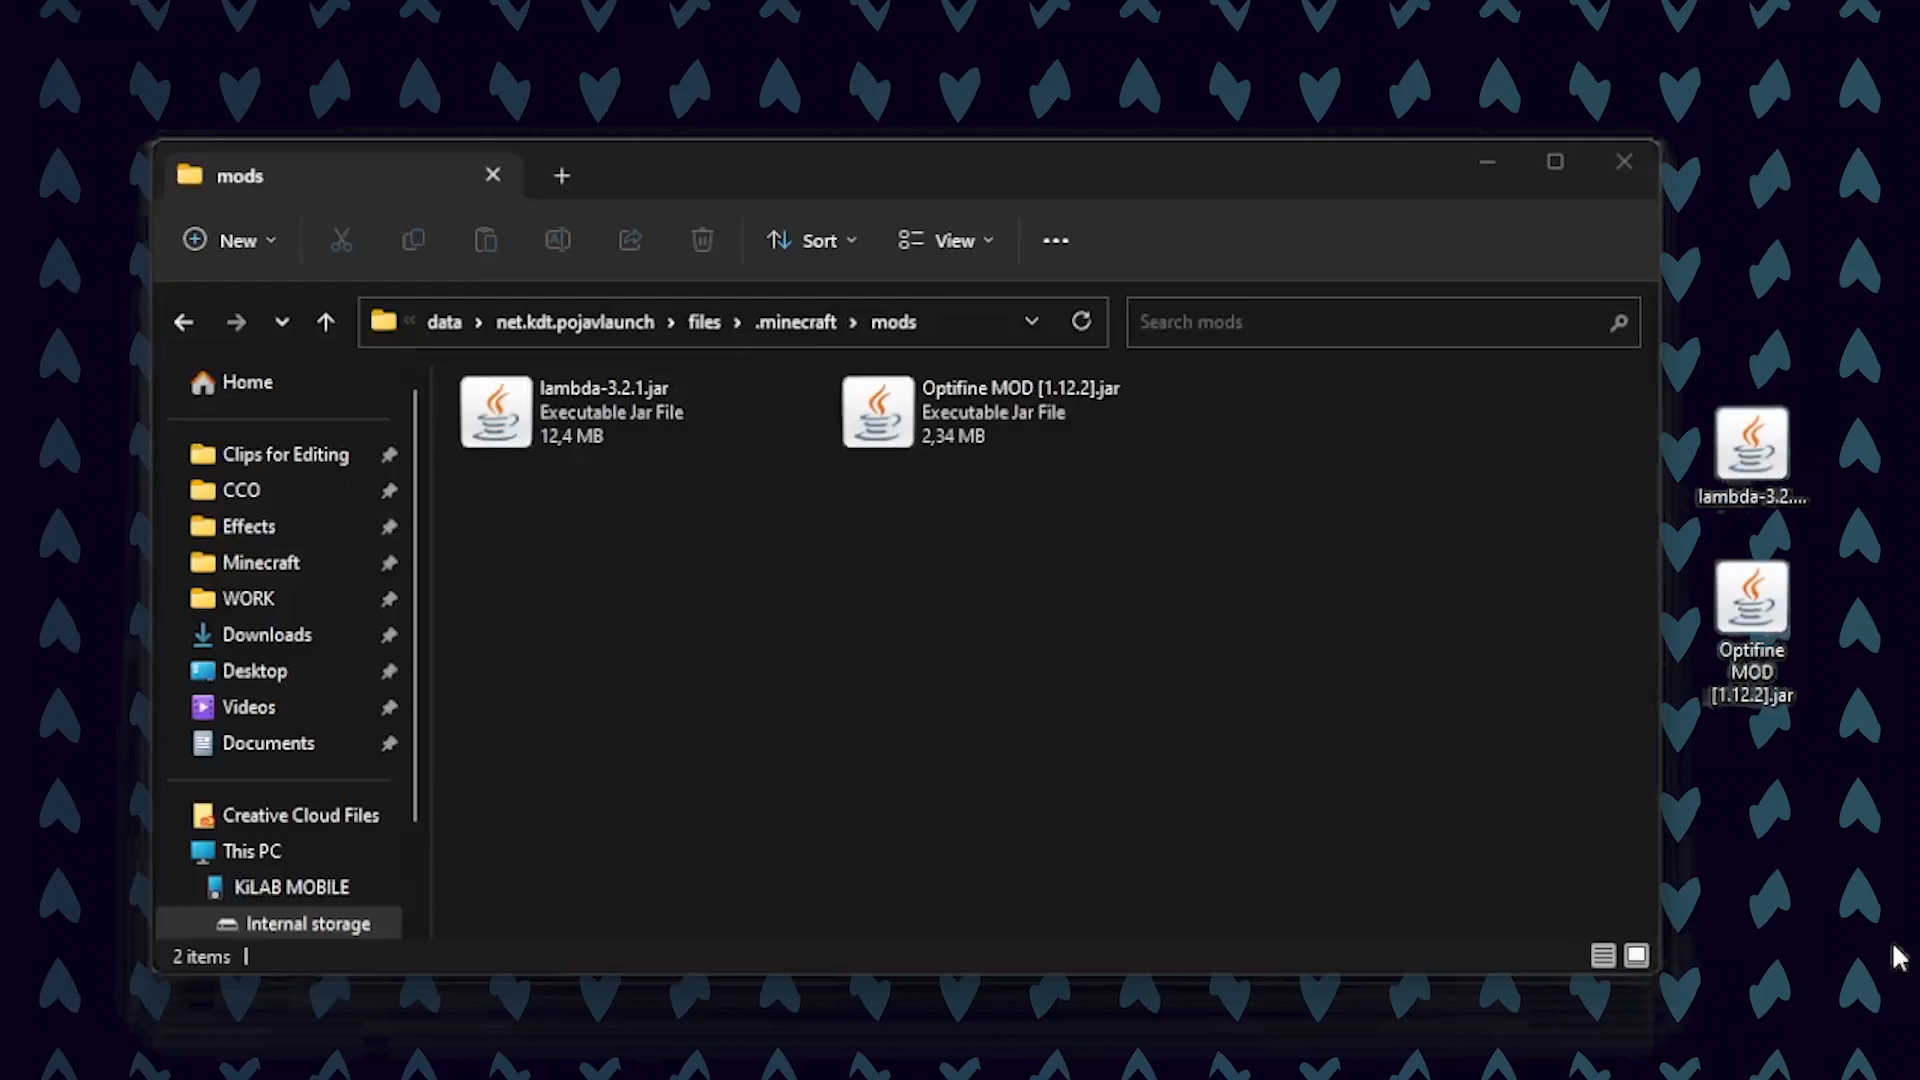 mods
New
Sort
View
data > net.kdt.pojavlaunch > files > .minecraft > mods
Search mods
Home
Clips for Editing
CCO
Effects
Minecraft
WORK
Downloads
Desktop
Videos
Documents
Creative Cloud Files
This PC
KiLAB MOBILE
Internal storage
lambda-3.2.1.jar
Executable Jar File
12,4 MB
Optifine MOD [1.12.2].jar
Executable Jar File
2,34 MB
2 items
lambda-3.2....
Optifine
MOD
[1.12.2].jar